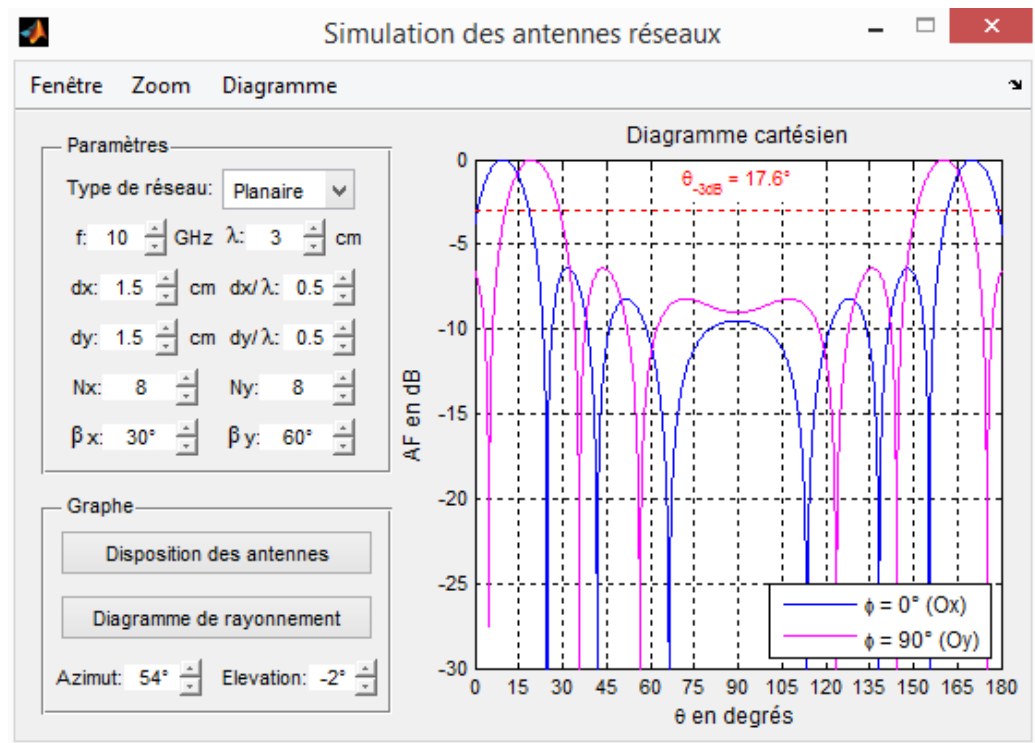 Simulation des antennes réseaux
Fenêtre Zoom Diagramme
Paramètres
Type de réseau: Planaire
f: 10 GHz λ: 3 cm
dx: 1.5 cm dx/λ: 0.5
dy: 1.5 cm dy/λ: 0.5
Nx: 8 Ny: 8
βx: 30° βy: 60°
Graphe
Disposition des antennes
Diagramme de rayonnement
Azimut: 54° Elevation: -2°
Diagramme cartésien
θ-3dB = 17.6°
AF en dB
0
-5
-10
-15
-20
-25
-30
ϕ = 0° (Ox)
ϕ = 90° (Oy)
0 15 30 45 60 75 90 105 120 135 150 165 180
θ en degrés